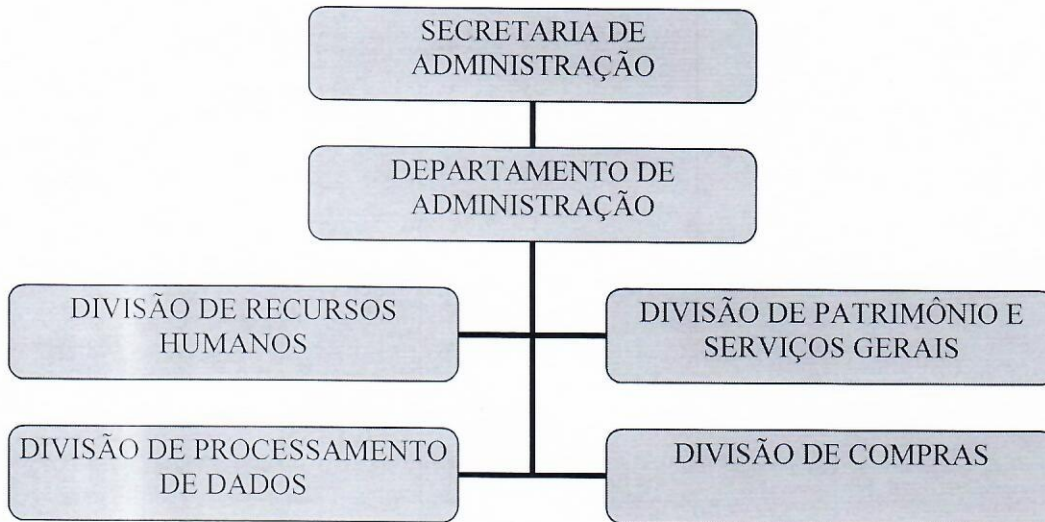 SECRETARIA DE
ADMINISTRAÇÃO
DEPARTAMENTO DE
ADMINISTRAÇÃO
DIVISÃO DE RECURSOS
HUMANOS
DIVISÃO DE PATRIMÔNIO E
SERVIÇOS GERAIS
DIVISÃO DE PROCESSAMENTO
DE DADOS
DIVISÃO DE COMPRAS